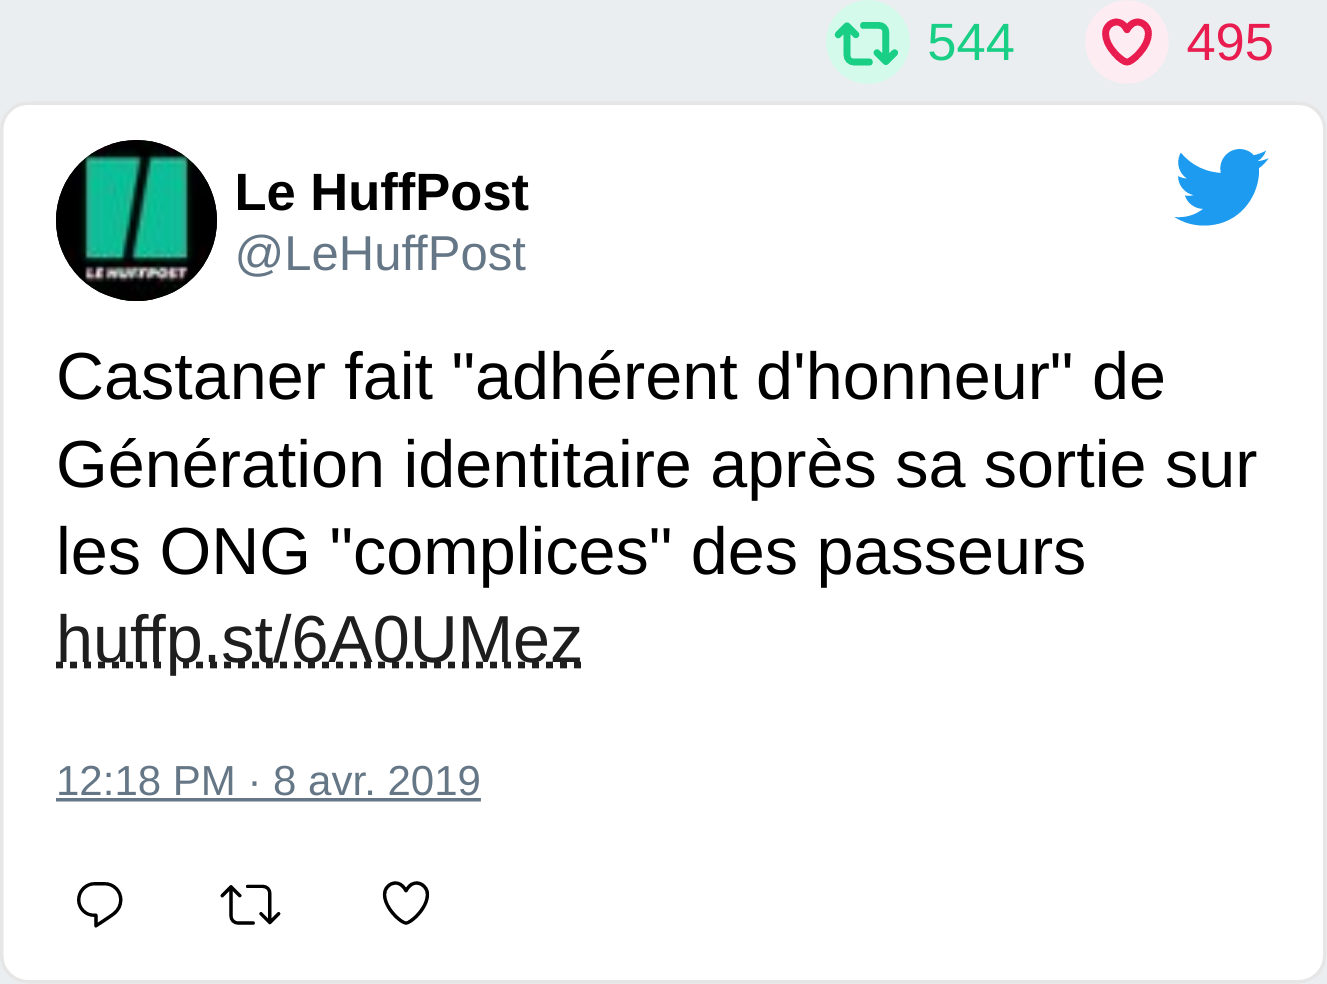 544 495
Le HuffPost
@LeHuffPost
LE HUFFPOST
Castaner fait "adhérent d'honneur" de
Génération identitaire après sa sortie sur
les ONG "complices" des passeurs
huffp.st/6A0UMez
12:18 PM · 8 avr. 2019